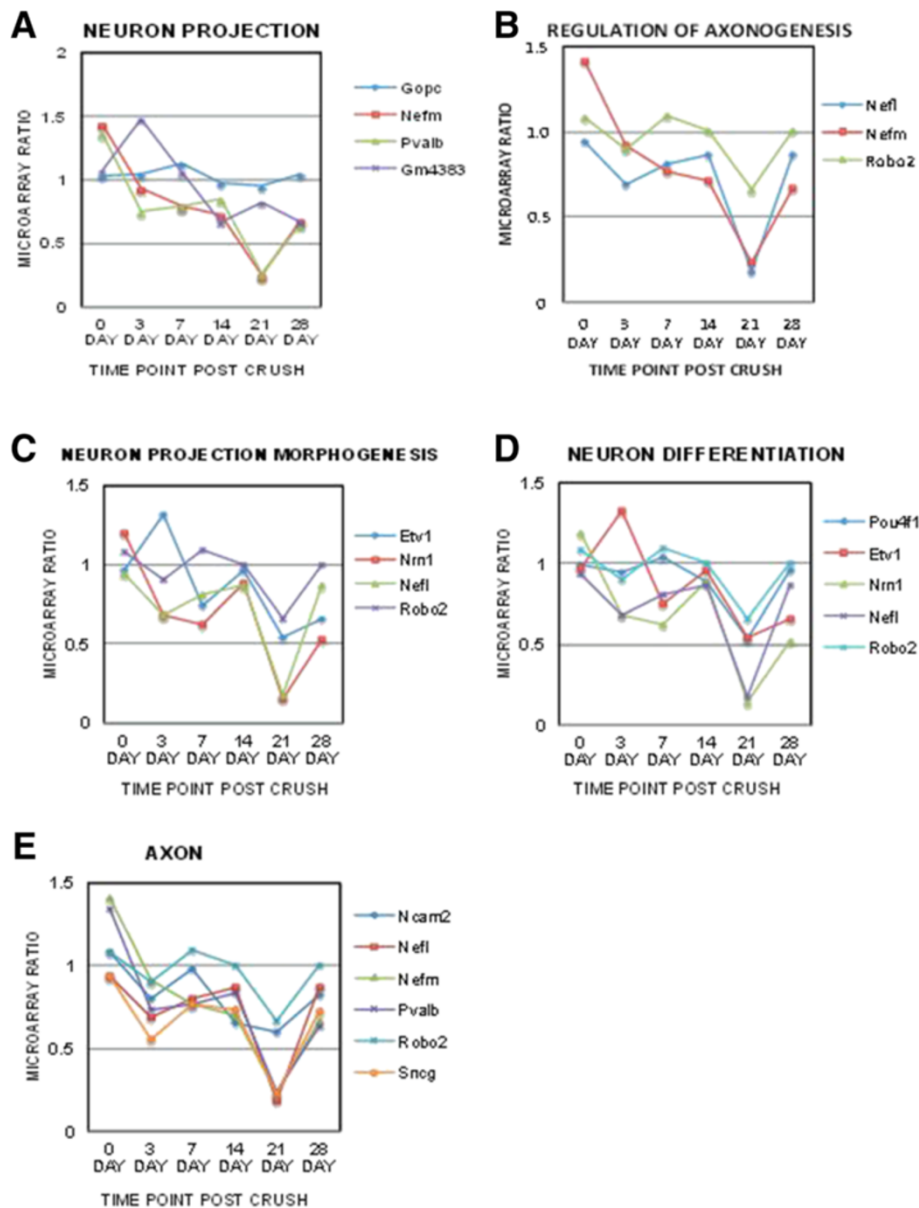 A
NEURON PROJECTION
2
1.5
1
0.5
0
MICROARRAY RATIO
0 3 7 14 21 28
DAY DAY DAY DAY DAY DAY
TIME POINT POST CRUSH
Gopc
Nefm
Pvalb
Gm4383
B
REGULATION OF AXONOGENESIS
1.5
1.0
0.5
0
MICROARRAY RATIO
0 3 7 14 21 28
DAY DAY DAY DAY DAY DAY
TIME POINT POST CRUSH
Nefl
Nefm
Robo2
C
NEURON PROJECTION MORPHOGENESIS
1.5
1
0.5
0
MICROARRAY RATIO
0 3 7 14 21 28
DAY DAY DAY DAY DAY DAY
TIME POINT POST CRUSH
Etv1
Nrn1
Nefl
Robo2
D
NEURON DIFFERENTIATION
1.5
1
0.5
0
MICROARRAY RATIO
0 3 7 14 21 28
DAY DAY DAY DAY DAY DAY
TIME POINT POST CRUSH
Pou4f1
Etv1
Nrn1
Nefl
Robo2
E
AXON
1.5
1
0.5
0
MICROARRAY RATIO
0 3 7 14 21 28
DAY DAY DAY DAY DAY DAY
TIME POINT POST CRUSH
Ncam2
Nefl
Nefm
Pvalb
Robo2
Sncg